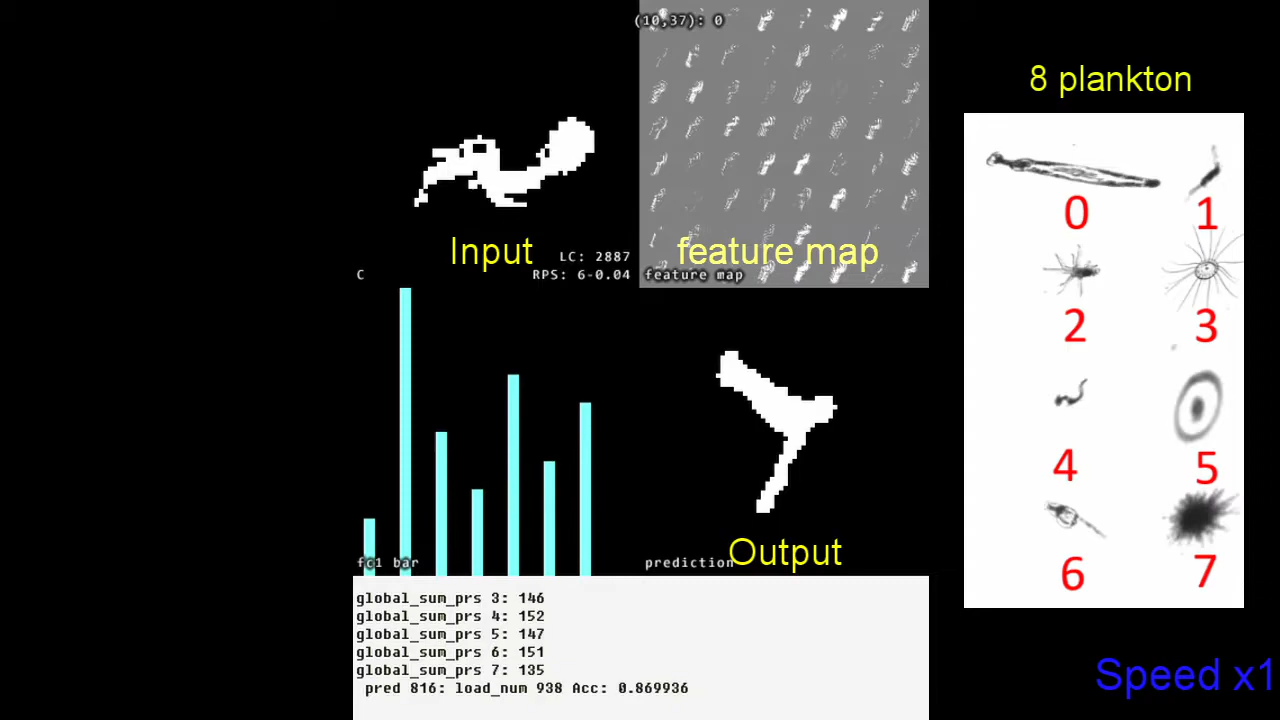 (10,37): 0
8 plankton
0
1
Input
LC: 2887
feature map
C
RPS: 6-0.04
feature map
2
3
4
5
fc1 bar
prediction
Output
6
7
global_sum_prs 3: 146
global_sum_prs 4: 152
global_sum_prs 5: 147
global_sum_prs 6: 151
global_sum_prs 7: 135
pred 816: load_num 938 Acc: 0.869936
Speed x1